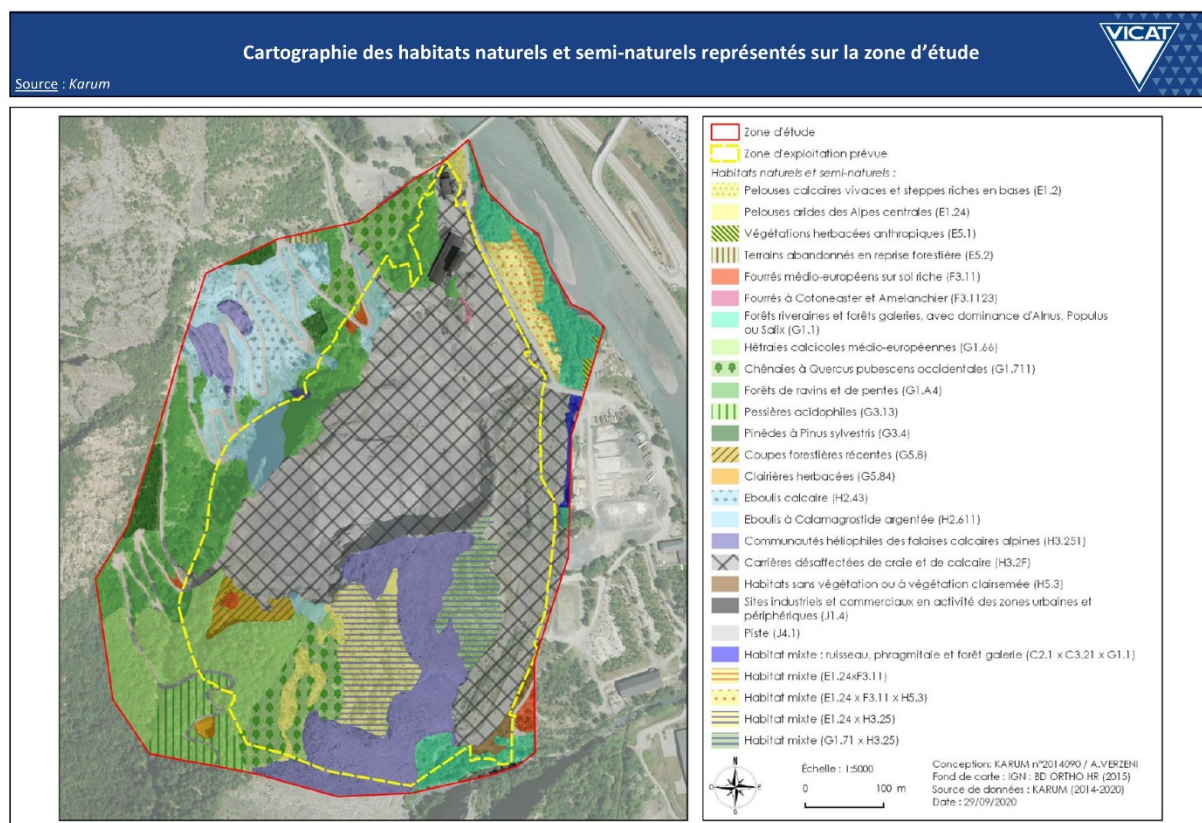 Cartographie des habitats naturels et semi-naturels représentés sur la zone d'étude
VICAT
Source : Karum
Zone d'étude
Zone d'exploitation prévue
Habitats naturels et semi-naturels :
Pelouses calcaires vivaces et steppes riches en bases (E1.2)
Pelouses arides des Alpes centrales (E1.24)
Végétations herbacées anthropiques (E5.1)
Terrains abandonnés en reprise forestière (E5.2)
Fourrés médio-européens sur sol riche (F3.11)
Fourrés à Cotoneaster et Amelanchier (F3.1123)
Forêts riveraines et forêts galeries, avec dominance d'Alnus, Populus
ou Salix (G1.1)
Hêtraies calcicoles médio-européennes (G1.66)
Chênaies à Quercus pubescens occidentales (G1.711)
Forêts de ravins et de pentes (G1.A4)
Pessières acidophiles (G3.13)
Pinèdes à Pinus sylvestris (G3.4)
Coupes forestières récentes (G5.8)
Clairières herbacées (G5.84)
Eboulis calcaire (H2.43)
Eboulis à Calamagrostide argentée (H2.611)
Communautés héliophiles des falaises calcaires alpines (H3.251)
Carrières désaffectées de craie et de calcaire (H3.2F)
Habitats sans végétation ou à végétation clairsemée (H5.3)
Sites industriels et commerciaux en activité des zones urbaines et
périphériques (J1.4)
Piste (J4.1)
Habitat mixte : ruisseau, phragmitaie et forêt galerie (C2.1 x C3.21 x G1.1)
Habitat mixte (E1.24xF3.11)
Habitat mixte (E1.24 x F3.11 x H5.3)
Habitat mixte (E1.24 x H3.25)
Habitat mixte (G1.71 x H3.25)
N
O
E
S
Échelle : 1:5000
0 100 m
Conception: KARUM n°2014090 / A.VERZENI
Fond de carte : IGN : BD ORTHO HR (2015)
Source de données : KARUM (2014-2020)
Date : 29/09/2020